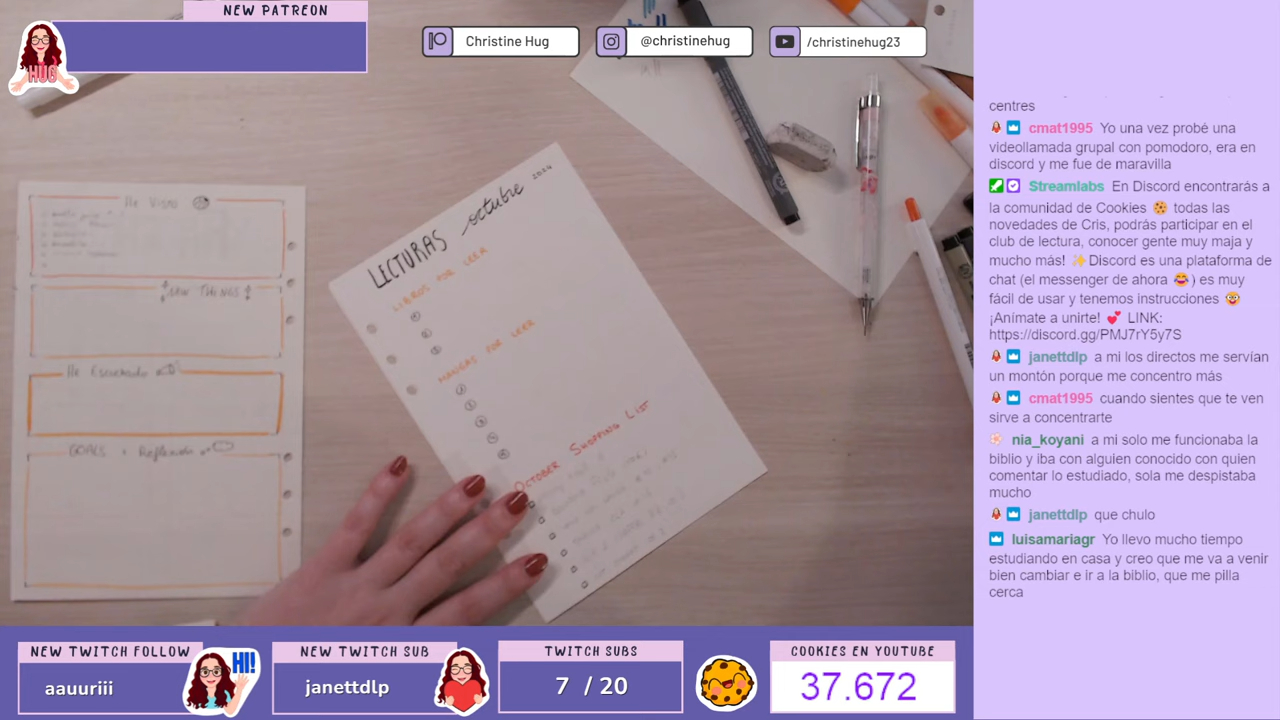 NEW PATREON
HUG
Christine Hug
@christinehug
/christinehug23
He Visto
NEW THINGS
He Escuchado
GOALS + Reflexión
LECTURAS octubre 2024
LIBROS POR LEER
MANGAS POR LEER
OCTOBER SHOPPING LIST
centres
cmat1995 Yo una vez probé una
videollamada grupal con pomodoro, era en
discord y me fue de maravilla
Streamlabs En Discord encontrarás a
la comunidad de Cookies 🍪 todas las
novedades de Cris, podrás participar en el
club de lectura, conocer gente muy maja y
mucho más! ✨Discord es una plataforma de
chat (el messenger de ahora 😂) es muy
fácil de usar y tenemos instrucciones 🤓
¡Anímate a unirte! 💕 LINK:
https://discord.gg/PMJ7rY5y7S
janettdlp a mi los directos me servían
un montón porque me concentro más
cmat1995 cuando sientes que te ven
sirve a concentrarte
nia_koyani a mi solo me funcionaba la
biblio y iba con alguien conocido con quien
comentar lo estudiado, sola me despistaba
mucho
janettdlp que chulo
luisamariagr Yo llevo mucho tiempo
estudiando en casa y creo que me va a venir
bien cambiar e ir a la biblio, que me pilla
cerca
NEW TWITCH FOLLOW
aauuriii
HI!
NEW TWITCH SUB
janettdlp
TWITCH SUBS
7 / 20
COOKIES EN YOUTUBE
37.672